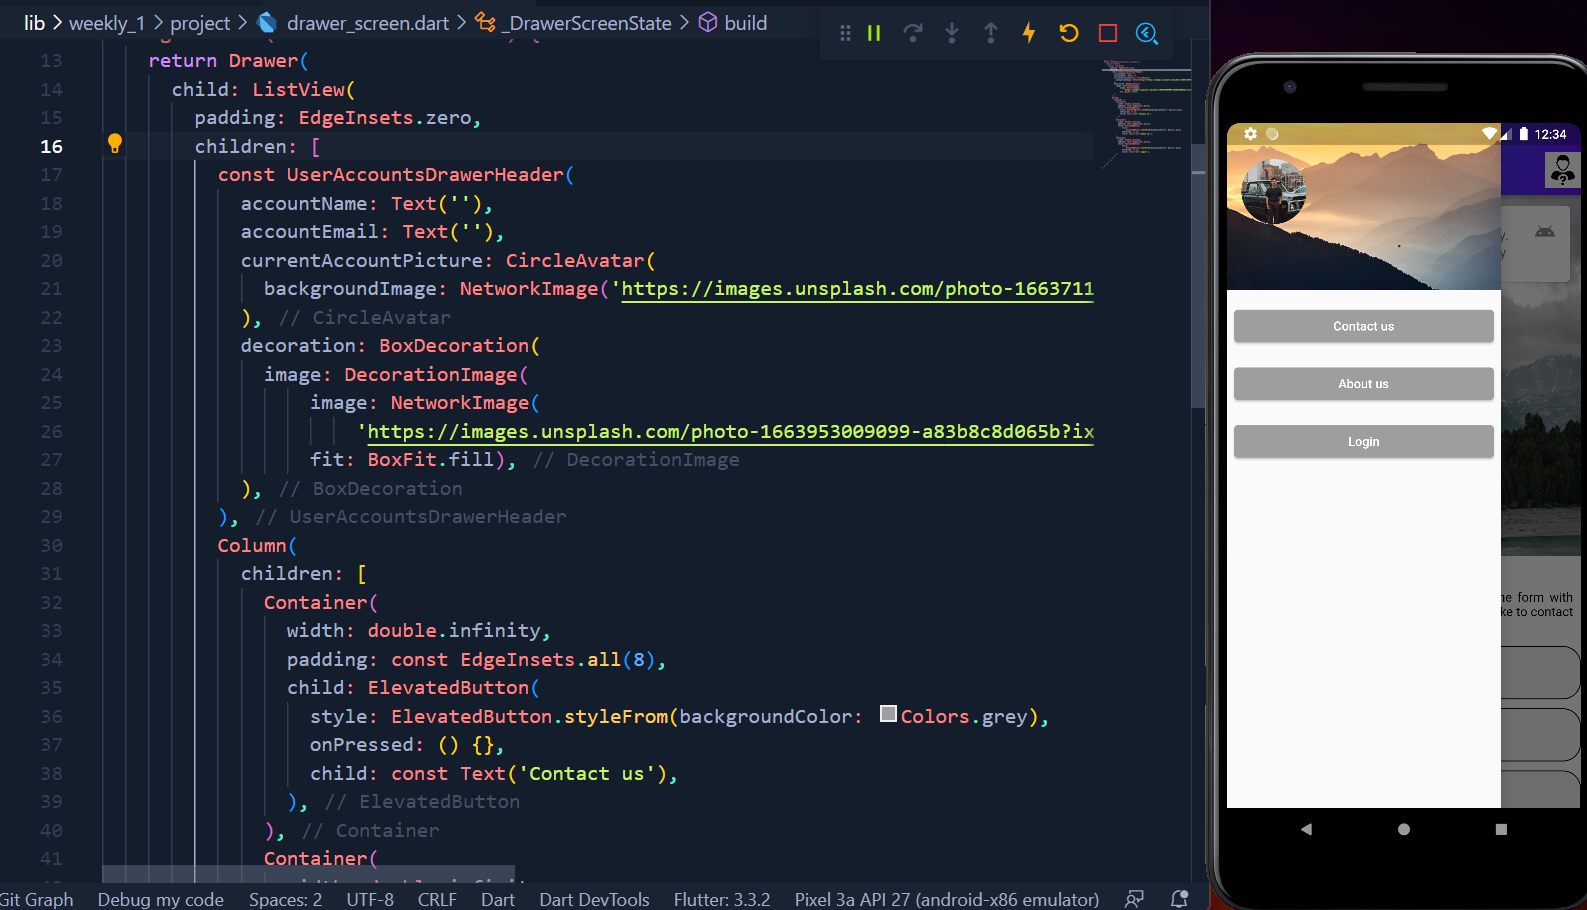 lib > weekly_1 > project > drawer_screen.dart > _DrawerScreenState > build
13 return Drawer(
14 child: ListView(
15 padding: EdgeInsets.zero,
16 children: [
17 const UserAccountsDrawerHeader(
18 accountName: Text(''),
19 accountEmail: Text(''),
20 currentAccountPicture: CircleAvatar(
21 backgroundImage: NetworkImage('https://images.unsplash.com/photo-1663711
22 ), // CircleAvatar
23 decoration: BoxDecoration(
24 image: DecorationImage(
25 image: NetworkImage(
26 'https://images.unsplash.com/photo-1663953009099-a83b8c8d065b?ix
27 fit: BoxFit.fill), // DecorationImage
28 ), // BoxDecoration
29 ), // UserAccountsDrawerHeader
30 Column(
31 children: [
32 Container(
33 width: double.infinity,
34 padding: const EdgeInsets.all(8),
35 child: ElevatedButton(
36 style: ElevatedButton.styleFrom(backgroundColor: Colors.grey),
37 onPressed: () {},
38 child: const Text('Contact us'),
39 ), // ElevatedButton
40 ), // Container
41 Container(
Git Graph Debug my code Spaces: 2 UTF-8 CRLF Dart Dart DevTools Flutter: 3.3.2 Pixel 3a API 27 (android-x86 emulator)
12:34
Contact us
About us
Login
ne form with
ke to contact